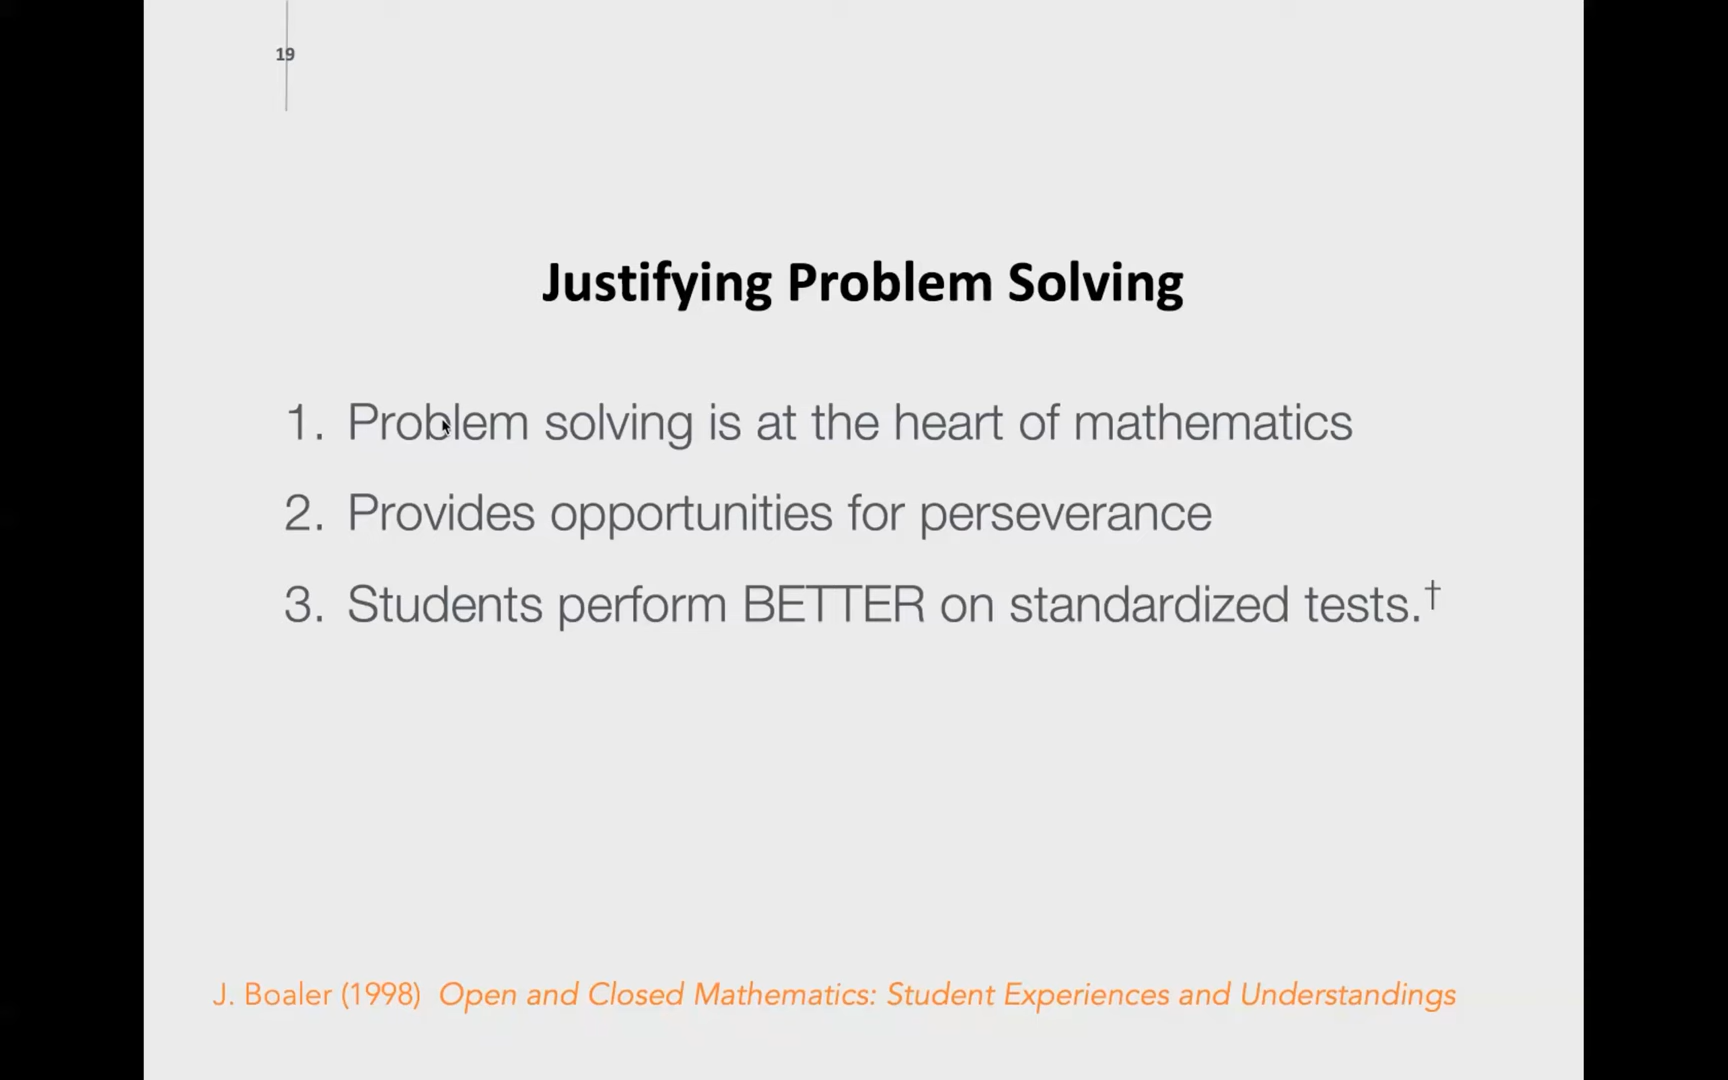 19
Justifying Problem Solving
1. Problem solving is at the heart of mathematics
2. Provides opportunities for perseverance
3. Students perform BETTER on standardized tests.†
J. Boaler (1998) Open and Closed Mathematics: Student Experiences and Understandings